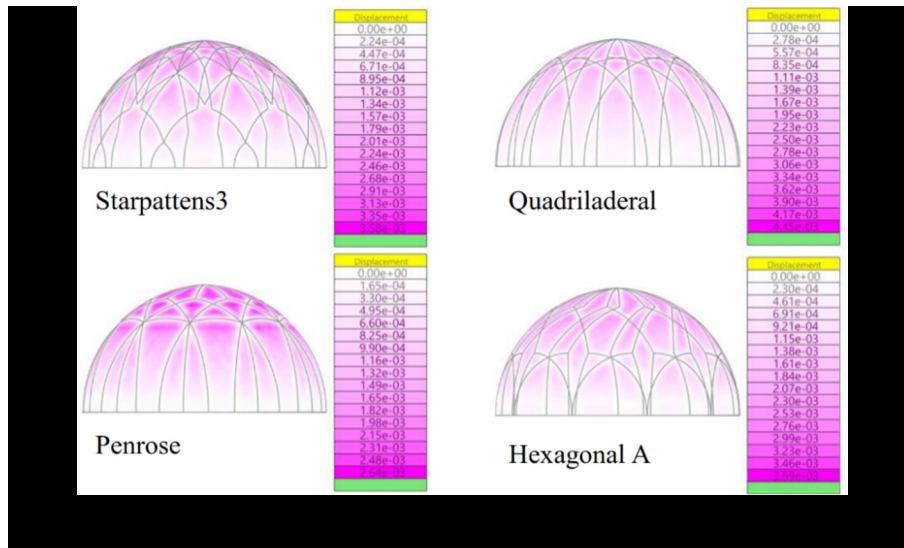 Displacement
0.00e+00
2.24e-04
4.47e-04
6.71e-04
8.95e-04
1.12e-03
1.34e-03
1.57e-03
1.79e-03
2.01e-03
2.24e-03
2.46e-03
2.68e-03
2.91e-03
3.13e-03
3.35e-03
3.58e-03
Starpattens3
Displacement
0.00e+00
2.78e-04
5.57e-04
8.35e-04
1.11e-03
1.39e-03
1.67e-03
1.95e-03
2.23e-03
2.50e-03
2.78e-03
3.06e-03
3.34e-03
3.62e-03
3.90e-03
4.17e-03
4.45e-03
Quadriladeral
Displacement
0.00e+00
1.65e-04
3.30e-04
4.95e-04
6.60e-04
8.25e-04
9.90e-04
1.16e-03
1.32e-03
1.49e-03
1.65e-03
1.82e-03
1.98e-03
2.15e-03
2.31e-03
2.48e-03
2.64e-03
Penrose
Displacement
0.00e+00
2.30e-04
4.61e-04
6.91e-04
9.21e-04
1.15e-03
1.38e-03
1.61e-03
1.84e-03
2.07e-03
2.30e-03
2.53e-03
2.76e-03
2.99e-03
3.23e-03
3.46e-03
3.69e-03
Hexagonal A